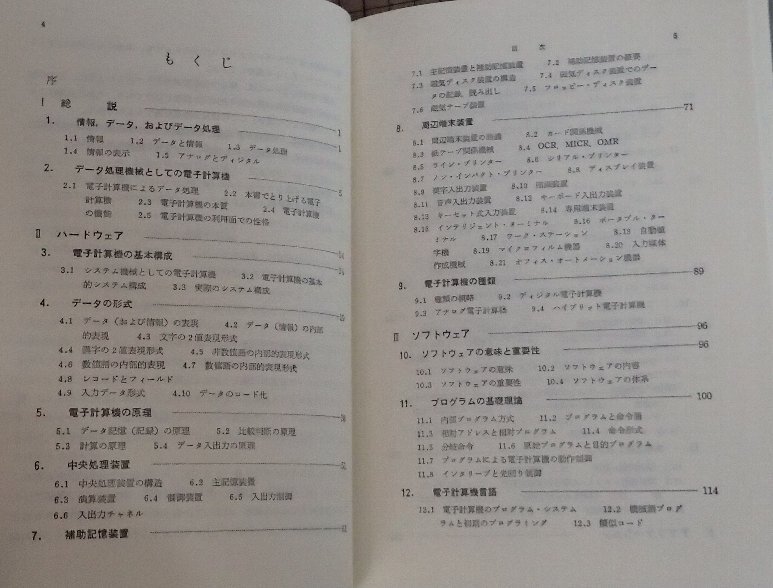 4
もくじ
序
Ⅰ 総説 1
1. 情報，データ，およびデータ処理 1
1.1 情報 1.2 データと情報 1.3 データ処理
1.4 情報の表示 1.5 アナログとディジタル
2. データ処理機械としての電子計算機 5
2.1 電子計算機によるデータ処理 2.2 本書でとり上げる電子
計算機 2.3 電子計算機の本質 2.4 電子計算機
の機能 2.5 電子計算機の利用面での性格
Ⅱ ハードウェア
3. 電子計算機の基本構成
3.1 システム機械としての電子計算機 3.2 電子計算機の基本
的システム構成 3.3 実際のシステム構成
4. データの形式
4.1 データ（および情報）の表現 4.2 データ（情報）の内部
的表現 4.3 文字の2値表現形式
4.4 漢字の2値表現形式 4.5 非数値語の内部的表現形式
4.6 数値語の内部的表現 4.7 数値語の内部的表現形式
4.8 レコードとフィールド
4.9 入力データ形式 4.10 データのコード化
5. 電子計算機の原理
5.1 データ記憶（記録）の原理 5.2 比較判断の原理
5.3 計算の原理 5.4 データ入出力の原理
6. 中央処理装置
6.1 中央処理装置の構造 6.2 主記憶装置
6.3 演算装置 6.4 制御装置 6.5 入出力制御
6.6 入出力チャネル
7. 補助記憶装置
目次 5
7.1 主記憶装置と補助記憶装置 7.2 補助記憶装置の概要
7.3 磁気ディスク装置の構造 7.4 磁気ディスク装置でのデー
タの記録，読み出し 7.5 フロッピー・ディスク装置
7.6 磁気テープ装置
8. 周辺端末装置 71
8.1 周辺端末装置の 8.2 カード関係機械
8.3 紙テープ関係機械 8.4 OCR, MICR, OMR
8.5 ライン・プリンター 8.6 シリアル・プリンター
8.7 ノン・インパクト・プリンター 8.8 ディスプレイ装置
8.9 漢字入出力装置 8.10 装置
8.11 音声入出力装置 8.12 キーボード入出力装置
8.13 キーセット式入力装置 8.14 専用端末装置
8.15 インテリジェント・ターミナル 8.16 ポータブル・ター
ミナル 8.17 ワーク・ステーション 8.18 自動値
字機 8.19 マイクロフィルム機器 8.20 入力媒体
作成機械 8.21 オフィス・オートメーション機器
9. 電子計算機の種類 89
9.1 種類の概略 9.2 ディジタル電子計算機
9.3 アナログ電子計算機 9.4 ハイブリット電子計算機
Ⅲ ソフトウェア 96
10. ソフトウェアの意味と重要性 96
10.1 ソフトウェアの意味 10.2 ソフトウェアの内容
10.3 ソフトウェアの重要性 10.4 ソフトウェアの体系
11. プログラムの基礎理論 100
11.1 内部プログラム方式 11.2 プログラムと命令語
11.3 相対アドレスと相対プログラム 11.4 命令形式
11.5 分岐命令 11.6 原始プログラムと目的プログラム
11.7 プログラムによる電子計算機の動作制御
11.8 インタリーブと先回り制御
12. 電子計算機言語 114
12.1 電子計算機のプログラム・システム 12.2 機械語プログ
ラムと初期のプログラミング 12.3 擬似コード